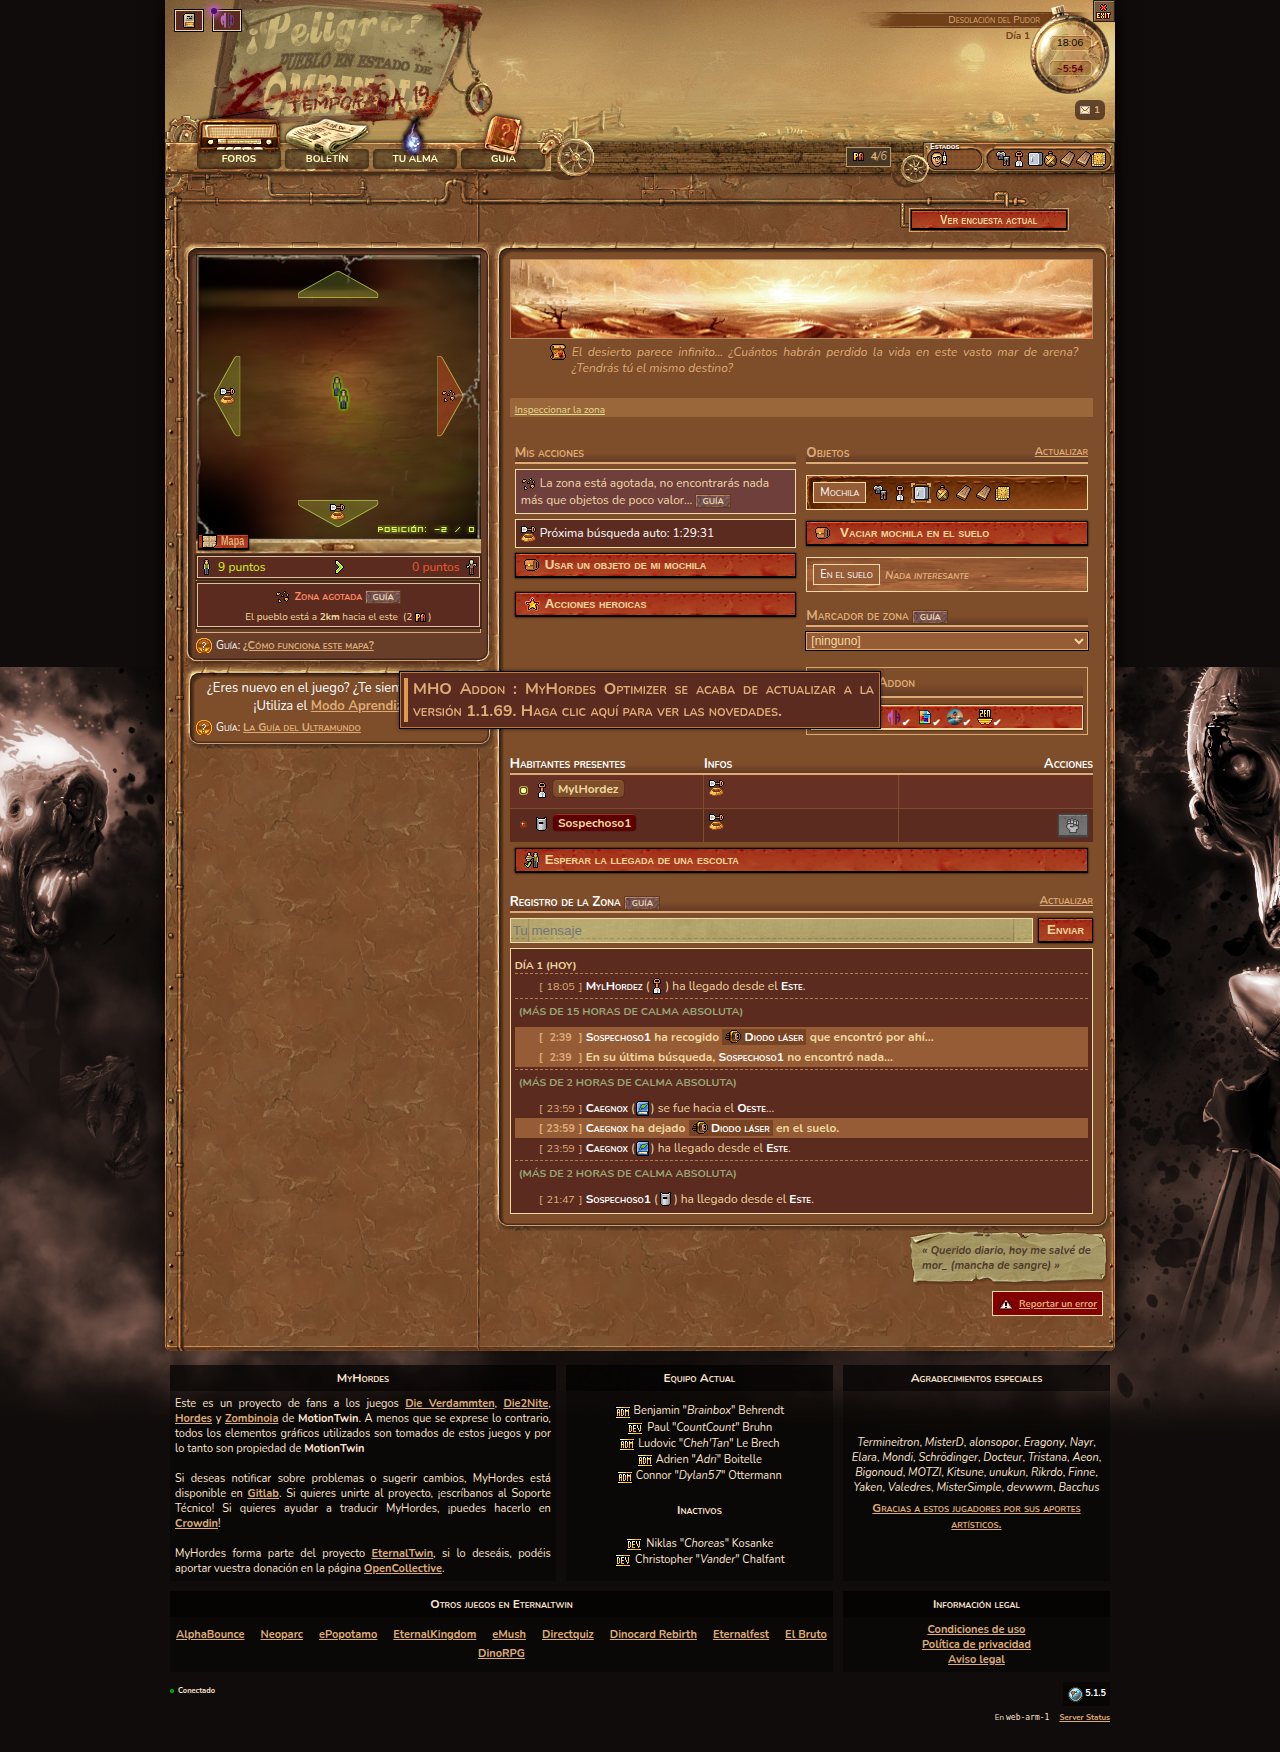 ¡Peligro!
PUEBLO EN ESTADO DE
ZOMBINOIA
TEMPORADA 19
Desolación del Pudor
EXIT
Día 1
18:06
~5:54
1
FOROS
BOLETÍN
TU ALMA
GUÍA
PA 4/6
Estados
Ver encuesta actual
El desierto parece infinito... ¿Cuántos habrán perdido la vida en este vasto mar de arena?
¿Tendrás tú el mismo destino?
Inspeccionar la zona
POSICIÓN: -2 / 0
Mapa
9 puntos
0 puntos
Zona agotada GUÍA
El pueblo está a 2km hacia el este (2 PA)
Guía: ¿Cómo funciona este mapa?
¿Eres nuevo en el juego? ¿Te sien
¡Utiliza el Modo Aprendiz
Guía: La Guía del Ultramundo
Mis acciones
La zona está agotada, no encontrarás nada
más que objetos de poco valor... GUÍA
Próxima búsqueda auto: 1:29:31
Usar un objeto de mi mochila
Acciones heroicas
Objetos
Actualizar
Mochila
Vaciar mochila en el suelo
En el suelo Nada interesante
Marcador de zona GUÍA
[ninguno]
Addon
ZEN
MHO Addon : MyHordes Optimizer se acaba de actualizar a la
versión 1.1.69. Haga clic aquí para ver las novedades.
Habitantes presentes
Infos
Acciones
MylHordez
Sospechoso1
Esperar la llegada de una escolta
Registro de la Zona GUÍA
Actualizar
Tu mensaje
Enviar
DÍA 1 (HOY)
[ 18:05 ] MylHordez ( ) ha llegado desde el Este.
(MÁS DE 15 HORAS DE CALMA ABSOLUTA)
[ 2:39 ] Sospechoso1 ha recogido Diodo láser que encontró por ahí...
[ 2:39 ] En su última búsqueda, Sospechoso1 no encontró nada...
(MÁS DE 2 HORAS DE CALMA ABSOLUTA)
[ 23:59 ] Caegnox ( ) se fue hacia el Oeste...
[ 23:59 ] Caegnox ha dejado Diodo láser en el suelo.
[ 23:59 ] Caegnox ( ) ha llegado desde el Este.
(MÁS DE 2 HORAS DE CALMA ABSOLUTA)
[ 21:47 ] Sospechoso1 ( ) ha llegado desde el Este.
« Querido diario, hoy me salvé de
mor_ (mancha de sangre) »
Reportar un error
MyHordes
Este es un proyecto de fans a los juegos Die Verdammten, Die2Nite,
Hordes y Zombinoia de MotionTwin. A menos que se exprese lo contrario,
todos los elementos gráficos utilizados son tomados de estos juegos y por
lo tanto son propiedad de MotionTwin
Si deseas notificar sobre problemas o sugerir cambios, MyHordes está
disponible en Gitlab. Si quieres unirte al proyecto, ¡escríbanos al Soporte
Técnico! Si quieres ayudar a traducir MyHordes, ¡puedes hacerlo en
Crowdin!
MyHordes forma parte del proyecto EternalTwin, si lo deseáis, podéis
aportar vuestra donación en la página OpenCollective.
Equipo Actual
ADM Benjamin "Brainbox" Behrendt
DEV Paul "CountCount" Bruhn
ADM Ludovic "Cheh'Tan" Le Brech
ADM Adrien "Adri" Boitelle
ADM Connor "Dylan57" Ottermann
Inactivos
DEV Niklas "Choreas" Kosanke
DEV Christopher "Vander" Chalfant
Agradecimientos especiales
Termineitron, MisterD, alonsopor, Eragony, Nayr,
Elara, Mondi, Schrödinger, Docteur, Tristana, Aeon,
Bigonoud, MOTZI, Kitsune, unukun, Rikrdo, Finne,
Yaken, Valedres, MisterSimple, devwwm, Bacchus
Gracias a estos jugadores por sus aportes
artísticos.
Otros juegos en Eternaltwin
AlphaBounce Neoparc ePopotamo EternalKingdom eMush Directquiz Dinocard Rebirth Eternalfest El Bruto
DinoRPG
Información legal
Condiciones de uso
Política de privacidad
Aviso legal
Conectado
5.1.5
En web-arm-1 Server Status